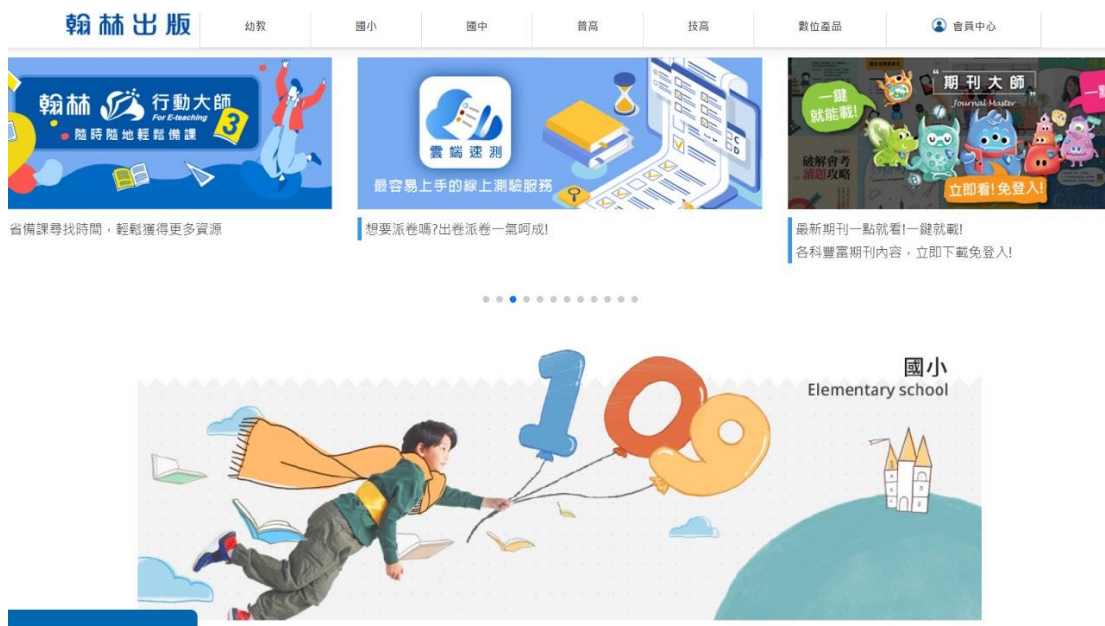 翰林出版
幼教
國小
國中
普高
技高
數位產品
會員中心
翰林 行動大師
For E-teaching
3
隨時隨地輕鬆備課
雲端速測
最容易上手的線上測驗服務
一鍵
就能載!
“期刊大師”
Journal Master
破解會考
讀題攻略
立即看!免登入!
省備課尋找時間,輕鬆獲得更多資源
想要派卷嗎?出卷派卷一氣呵成!
最新期刊一點就看!一鍵就載!
各科豐富期刊內容,立即下載免登入!
109
國小
Elementary school